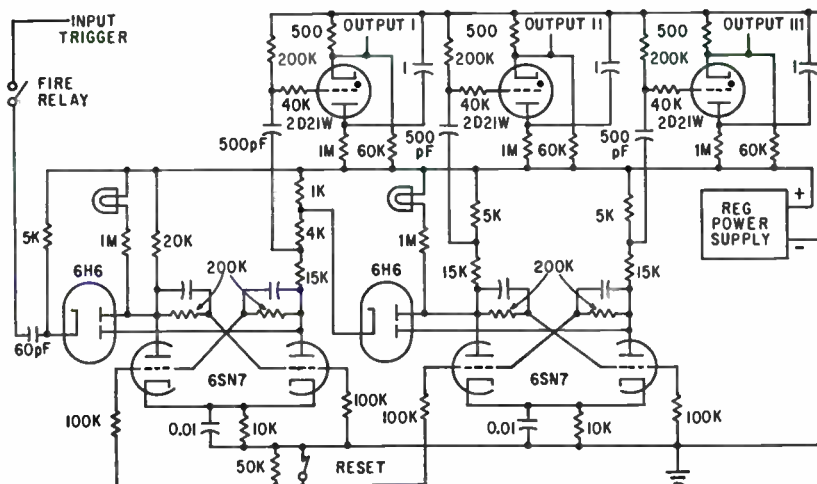 INPUT
TRIGGER
FIRE
RELAY
500
OUTPUT I
200K
1
40K
2D21W
500pF
1M
60K
500
OUTPUT II
200K
1
40K
2D21W
500
pF
1M
60K
500
OUTPUT III
200K
1
40K
2D21W
500
pF
1M
60K
5K
1M
20K
1K
4K
15K
200K
6H6
60pF
6SN7
100K
100K
0.01
10K
50K
RESET
1M
5K
15K
5K
15K
200K
6H6
6SN7
100K
100K
0.01
10K
REG
POWER
SUPPLY
+
-